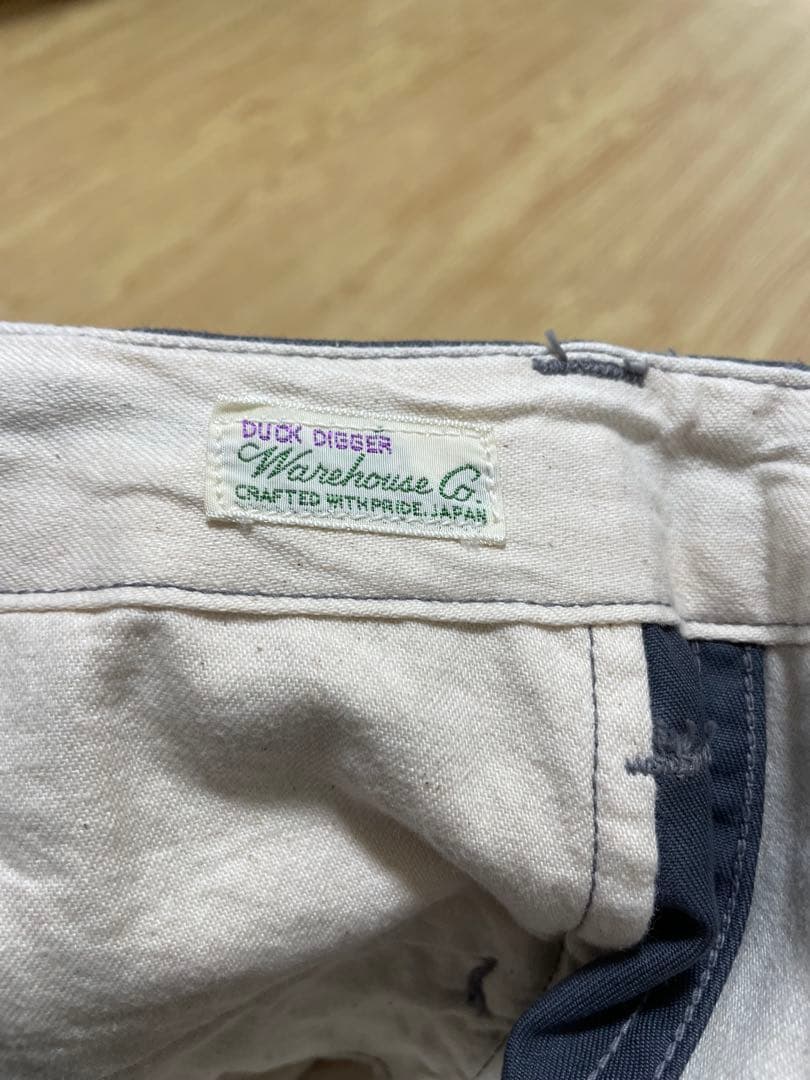 DUCK DIGGER
Warehouse Co.
CRAFTED WITH PRIDE, JAPAN